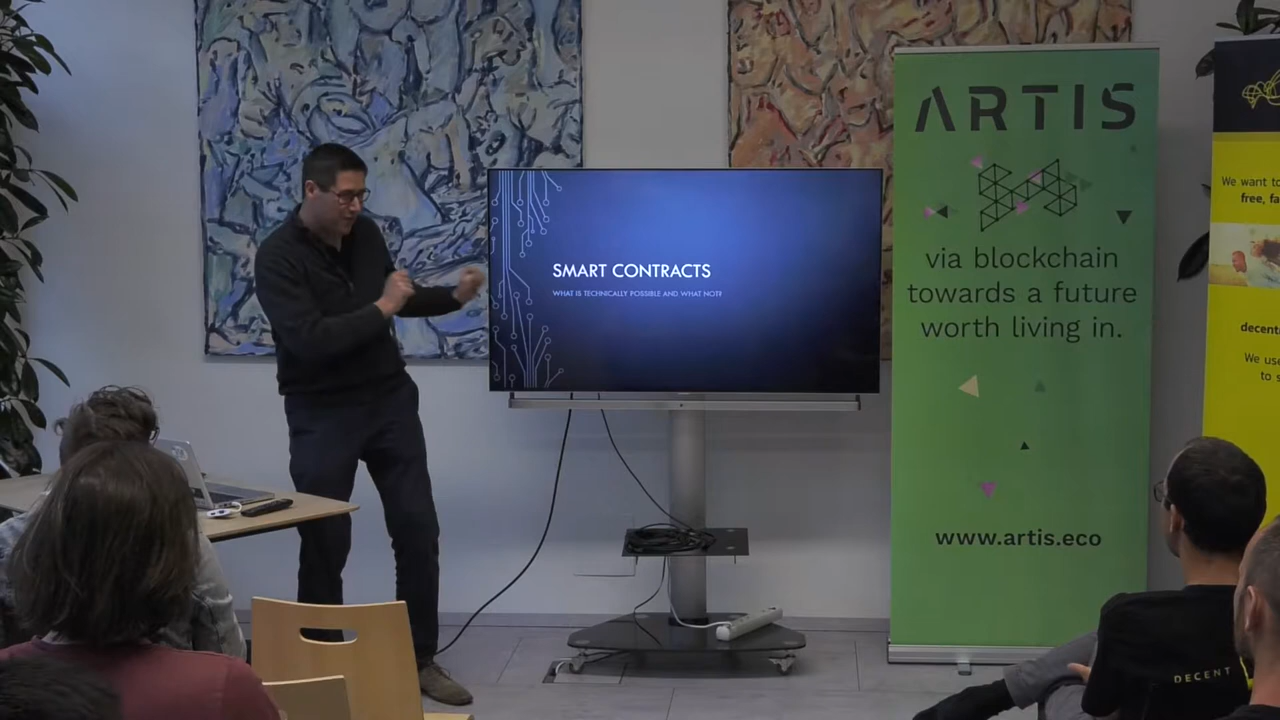 SMART CONTRACTS
WHAT IS TECHNICALLY POSSIBLE AND WHAT NOT?
ARTIS
via blockchain
towards a future
worth living in.
www.artis.eco
We want to
free, fa
decent
We use
to s
DECENT